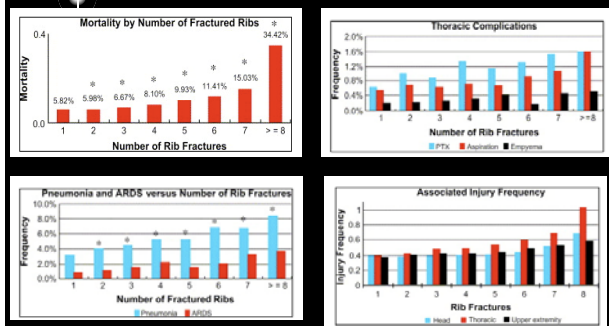 Mortality by Number of Fractured Ribs
*
34.42%
0.4
Mortality
0.0
5.82%
* 5.98%
* 6.67%
* 8.10%
* 9.93%
* 11.41%
* 15.03%
1 2 3 4 5 6 7 > = 8
Number of Rib Fractures
Thoracic Complications
2.0%
1.6%
1.2%
0.8%
0.4%
0.0%
Frequency
1 2 3 4 5 6 7 >=8
Number of Rib Fractures
PTX Aspiration Empyema
Pneumonia and ARDS versus Number of Rib Fractures
10.0%
8.0%
6.0%
4.0%
2.0%
0.0%
Frequency
* * * * * * *
1 2 3 4 5 6 7 > = 8
Number of Fractured Ribs
Pneumonia ARDS
Associated Injury Frequency
1
0.8
0.6
0.4
0.2
0
Injury Frequency
1 2 3 4 5 6 7 8
Rib Fractures
Head Thoracic Upper extremity